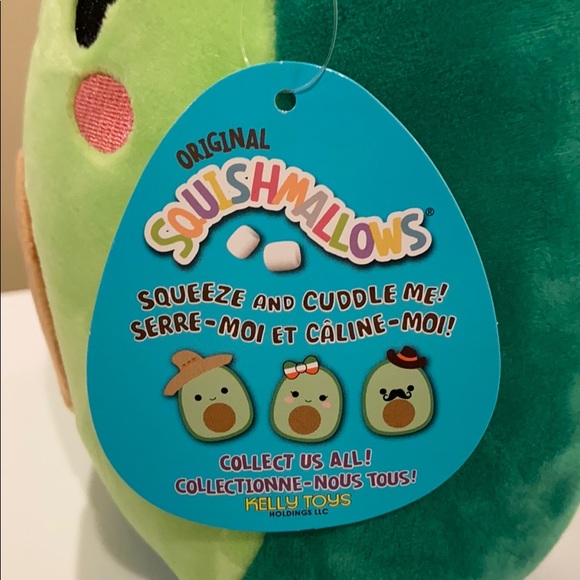 ORIGINAL
SQUISHMALLOWS®
SQUEEZE AND CUDDLE ME!
SERRE-MOI ET CÂLINE-MOI!
COLLECT US ALL!
COLLECTIONNE-NOUS TOUS!
KELLY TOYS
HOLDINGS LLC